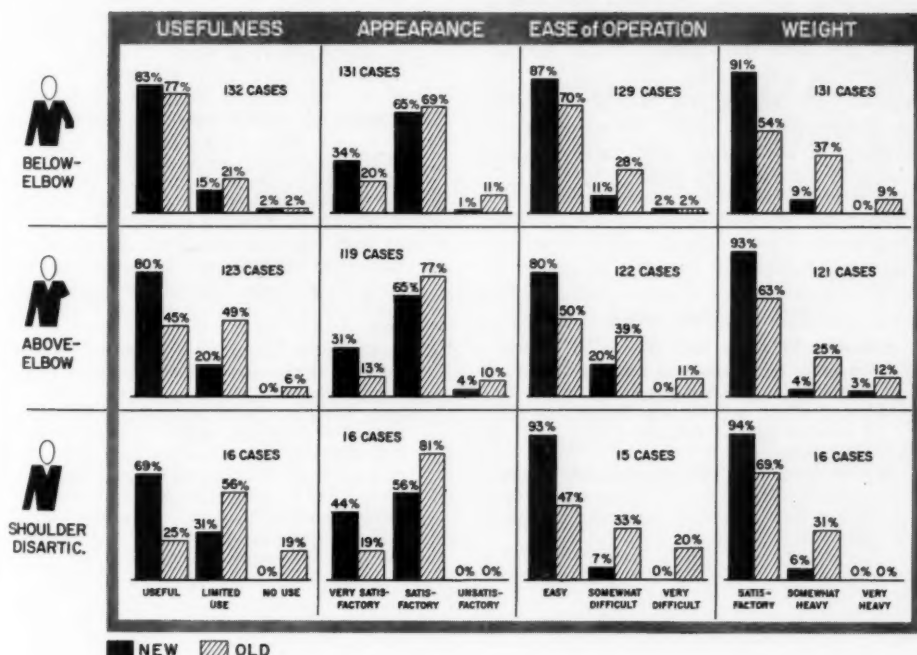 USEFULNESS APPEARANCE EASE of OPERATION WEIGHT
BELOW-
ELBOW
83% 77% 132 CASES
15% 21%
2% 2%
131 CASES
34% 20% 65% 69%
1% 11%
87% 70% 129 CASES
11% 28%
2% 2%
91% 54% 131 CASES
9% 37%
0% 9%
ABOVE-
ELBOW
80% 45% 123 CASES
20% 49%
0% 6%
119 CASES
31% 13% 65% 77%
4% 10%
80% 50% 122 CASES
20% 39%
0% 11%
93% 63% 121 CASES
4% 25%
3% 12%
SHOULDER
DISARTIC.
69% 25% 16 CASES
31% 56%
0% 19%
16 CASES
44% 19% 56% 81%
0% 0%
93% 47% 15 CASES
7% 33%
0% 20%
94% 69% 16 CASES
6% 31%
0% 0%
USEFUL
LIMITED
USE
NO USE
VERY SATIS-
FACTORY
SATIS-
FACTORY
UNSATIS-
FACTORY
EASY
SOMEWHAT
DIFFICULT
VERY
DIFFICULT
SATIS-
FACTORY
SOMEWHAT
HEAVY
VERY
HEAVY
NEW OLD